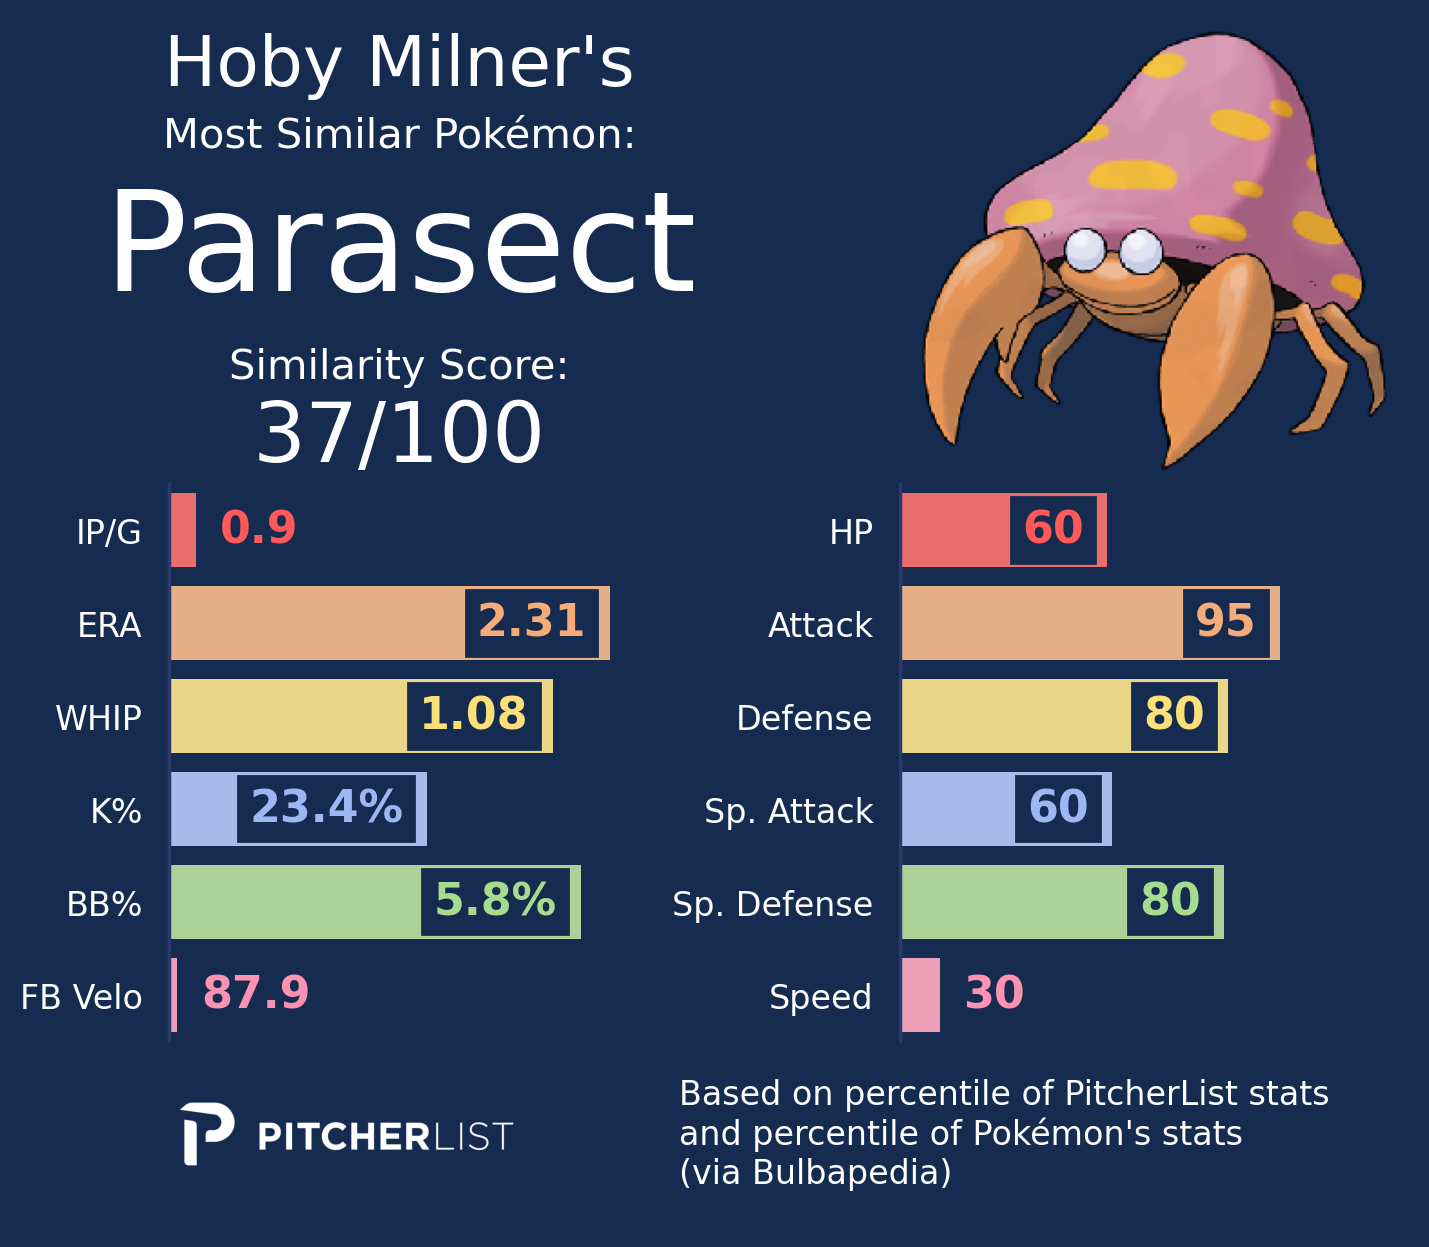 Hoby Milner's
Most Similar Pokémon:
Parasect
Similarity Score:
37/100
IP/G 0.9
ERA 2.31
WHIP 1.08
K% 23.4%
BB% 5.8%
FB Velo 87.9
HP 60
Attack 95
Defense 80
Sp. Attack 60
Sp. Defense 80
Speed 30
PITCHERLIST
Based on percentile of PitcherList stats
and percentile of Pokémon's stats
(via Bulbapedia)